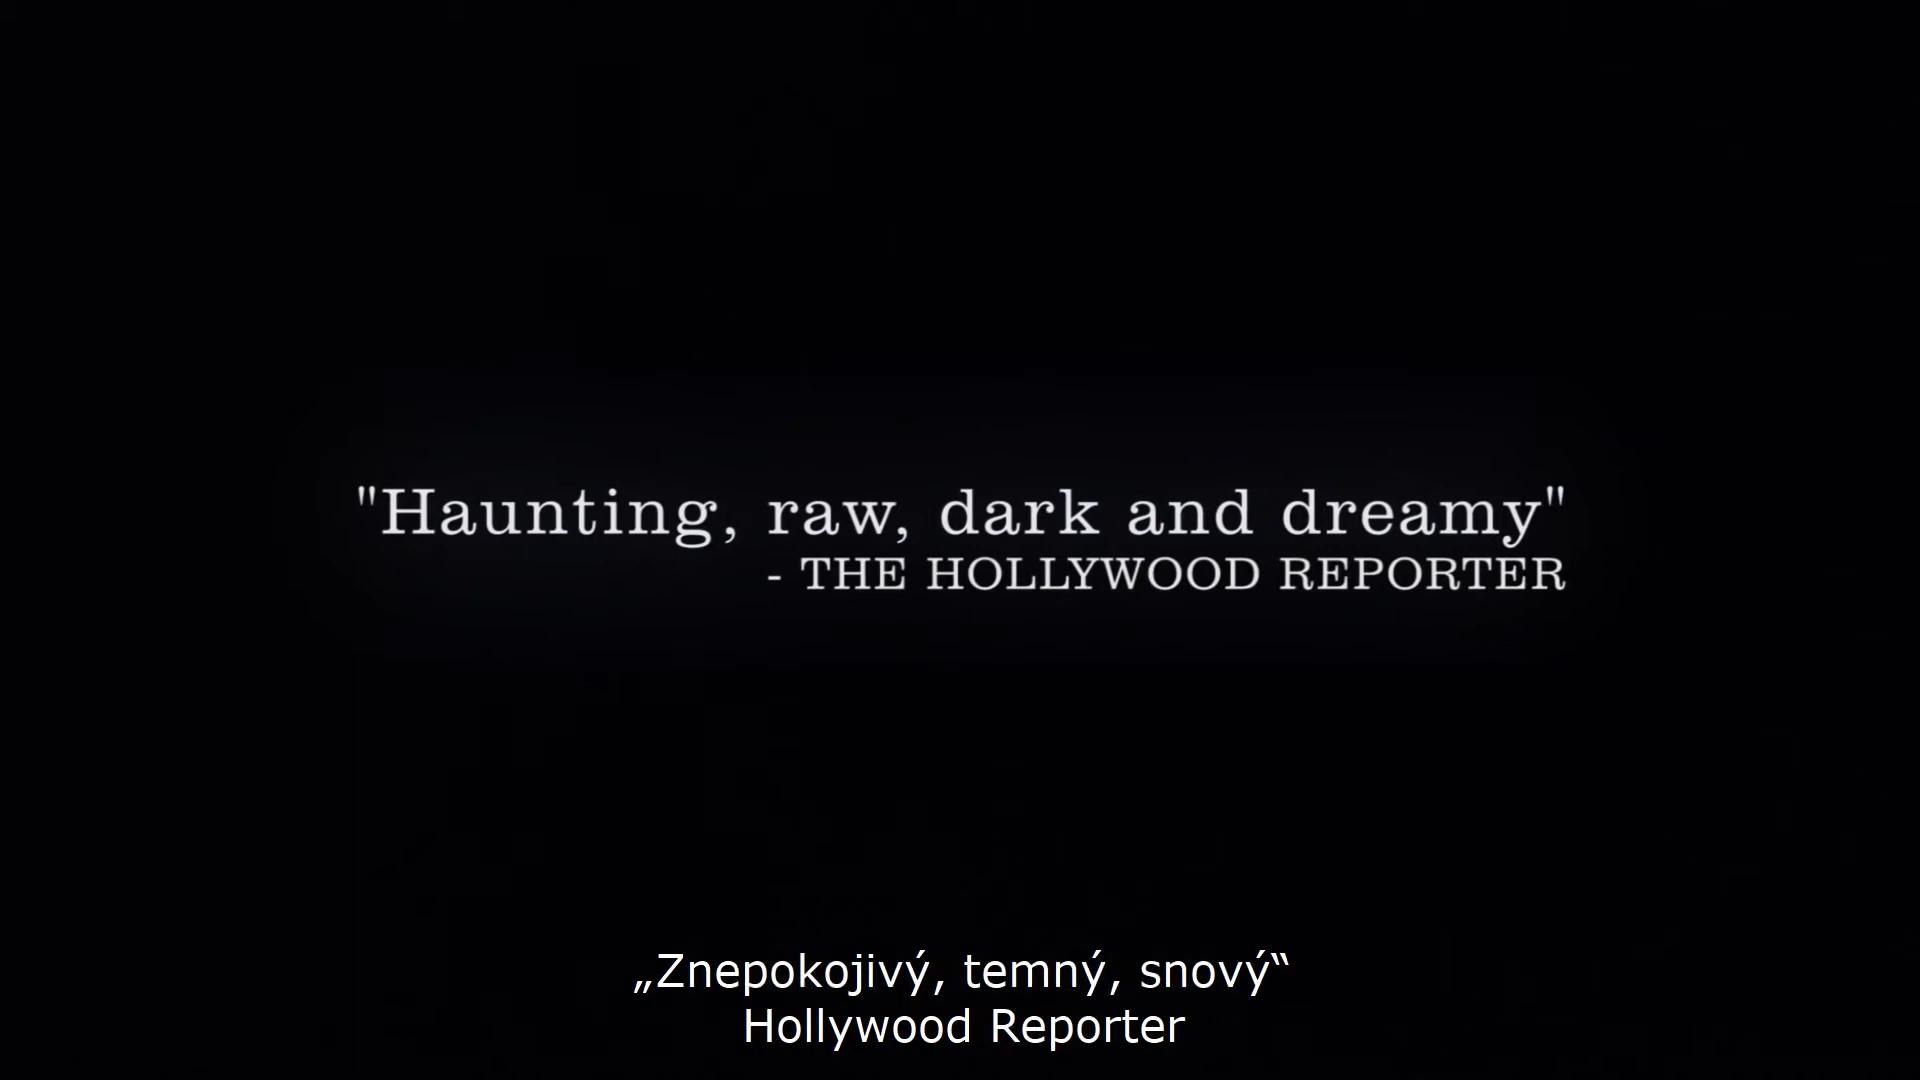 "Haunting, raw, dark and dreamy"
- THE HOLLYWOOD REPORTER
„Znepokojivý, temný, snový“
Hollywood Reporter